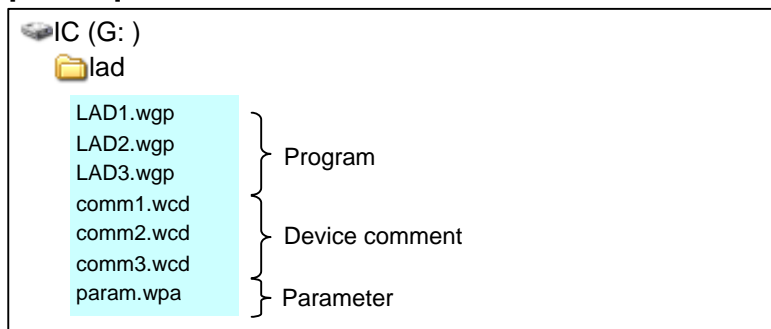 IC (G: )
lad
LAD1.wgp
LAD2.wgp
LAD3.wgp
Program
comm1.wcd
comm2.wcd
comm3.wcd
Device comment
param.wpa
Parameter